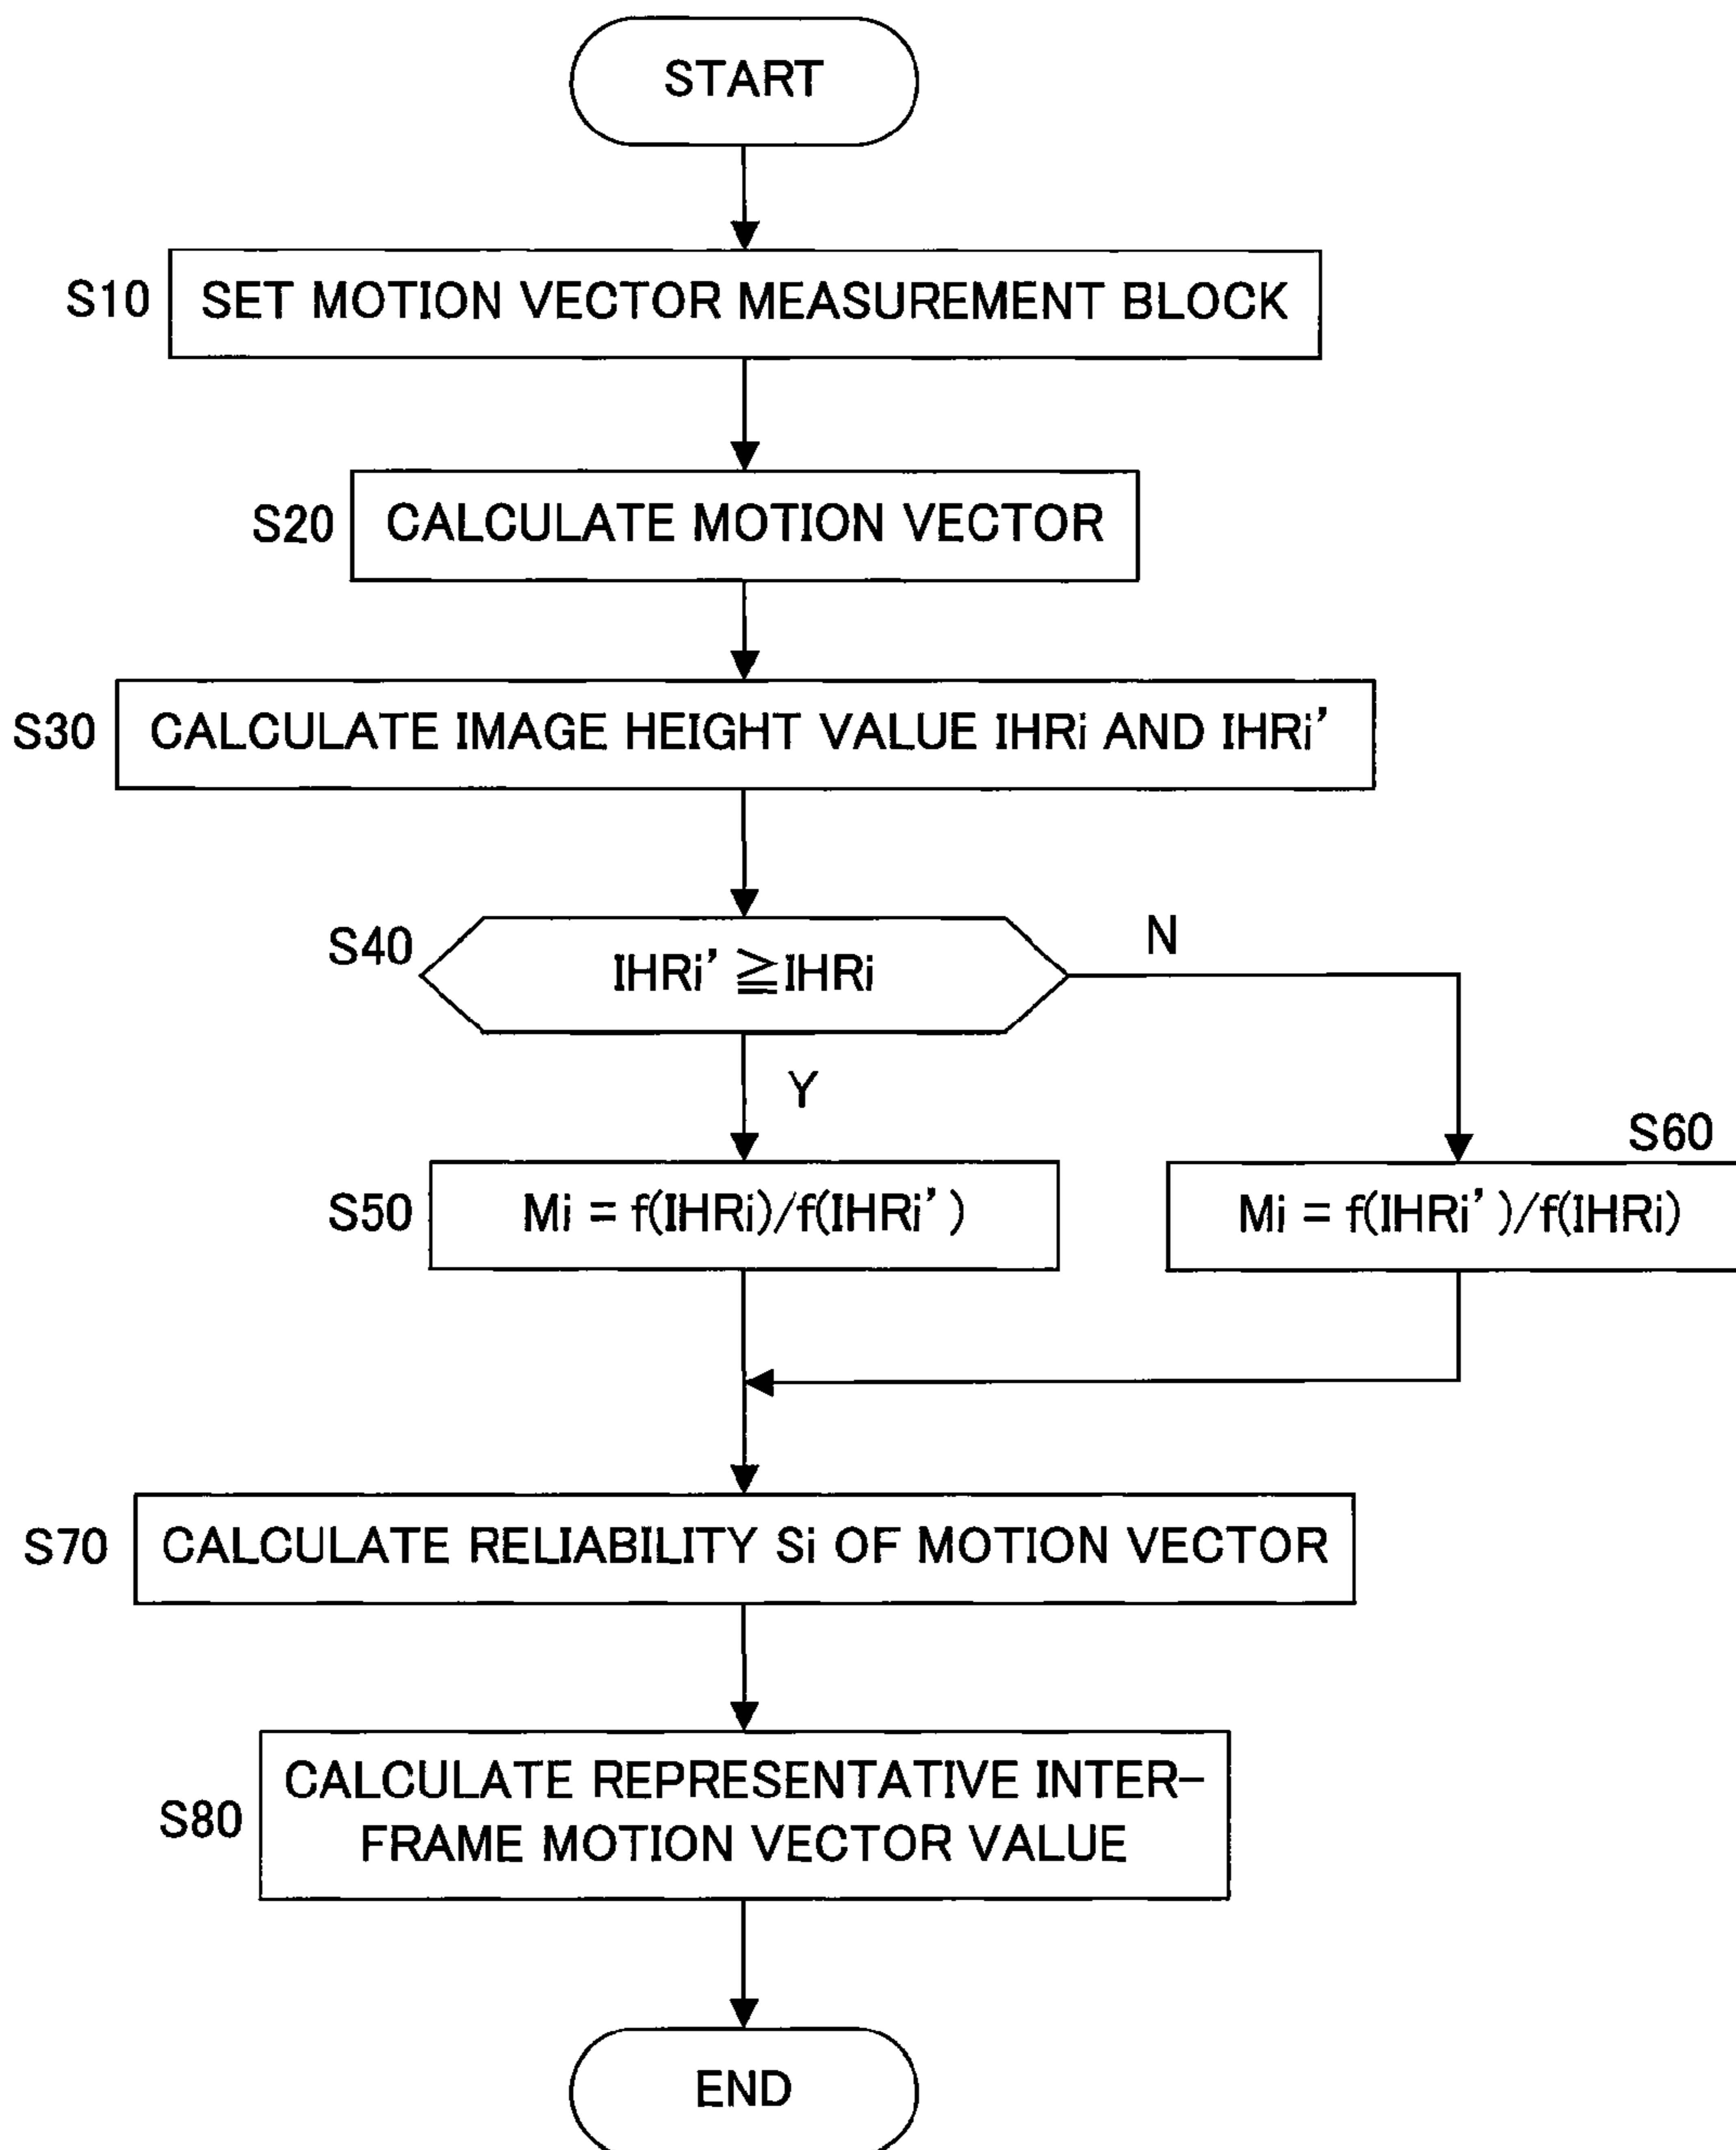 START
S10
SET MOTION VECTOR MEASUREMENT BLOCK
S20
CALCULATE MOTION VECTOR
S30
CALCULATE IMAGE HEIGHT VALUE IHRi AND IHRi'
S40
IHRi' ≧ IHRi
N
Y
S50
Mi = f(IHRi)/f(IHRi')
S60
Mi = f(IHRi')/f(IHRi)
S70
CALCULATE RELIABILITY Si OF MOTION VECTOR
S80
CALCULATE REPRESENTATIVE INTER-
FRAME MOTION VECTOR VALUE
END